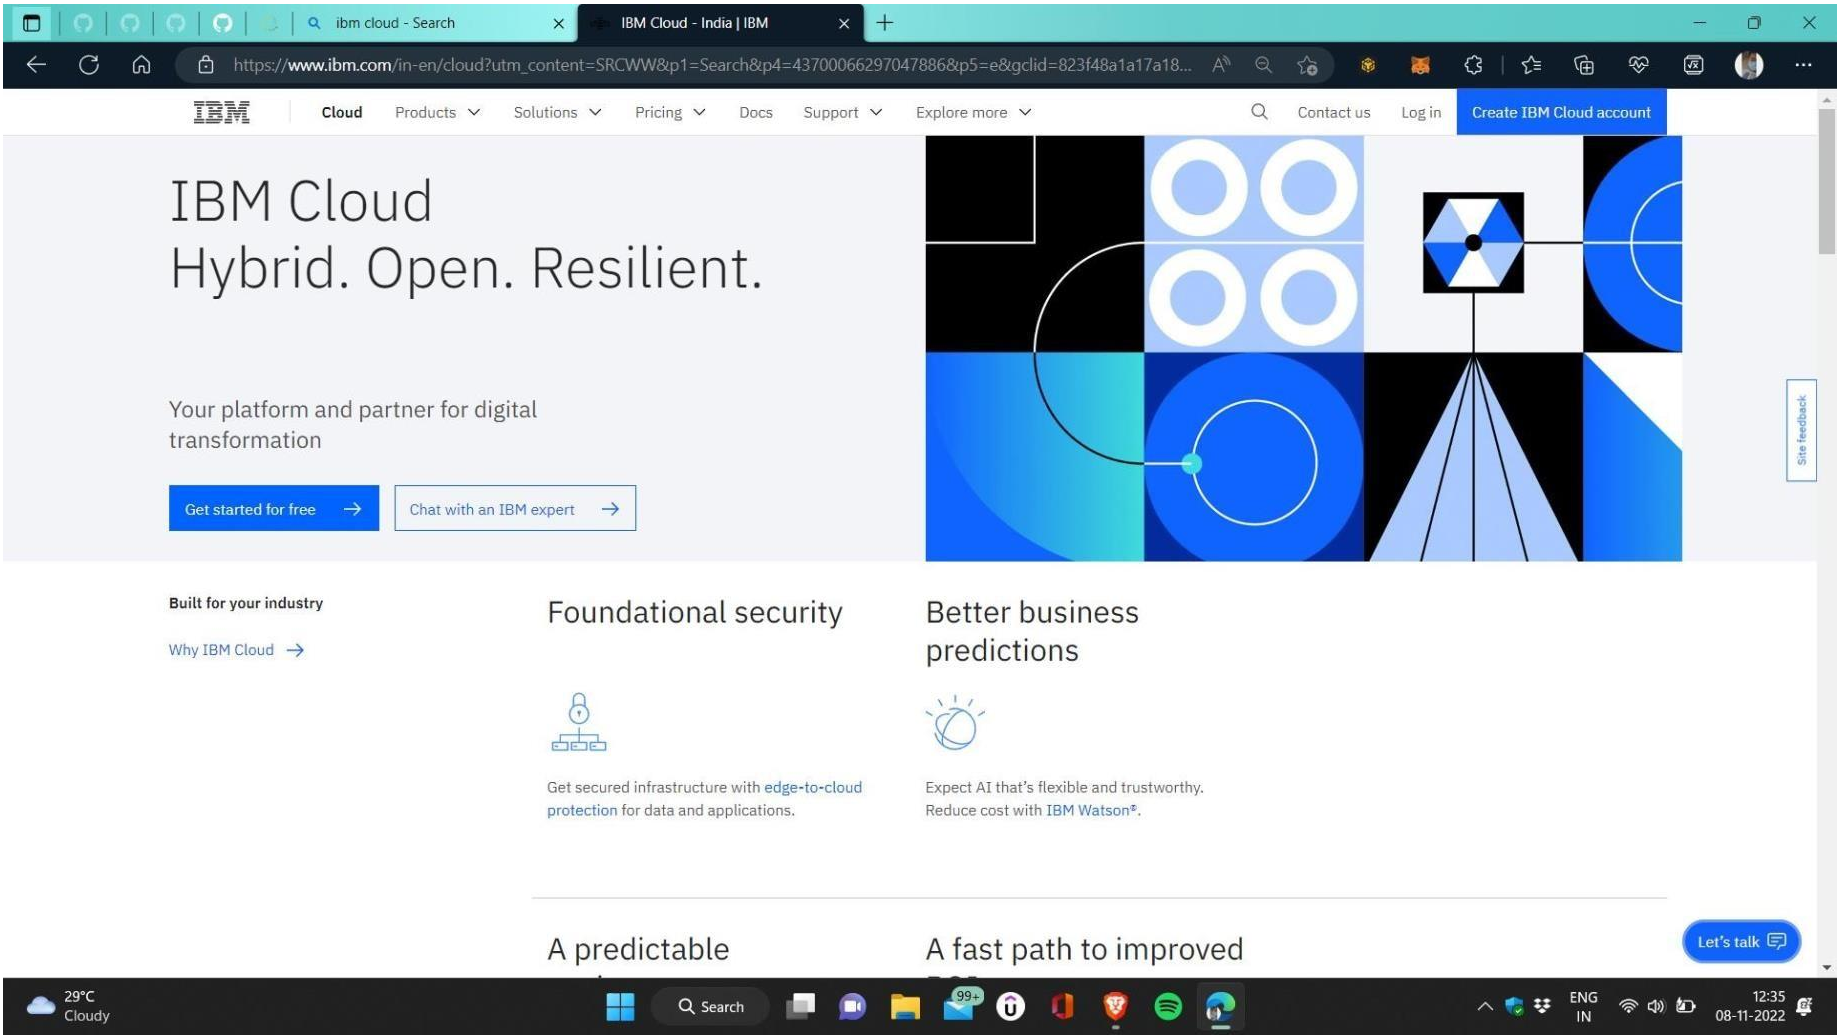 ibm cloud - Search
IBM Cloud - India | IBM
https://www.ibm.com/in-en/cloud?utm_content=SRCWW&p1=Search&p4=43700066297047886&p5=e&gclid=823f48a1a17a18...
IBM
Cloud
Products
Solutions
Pricing
Docs
Support
Explore more
Contact us
Log in
Create IBM Cloud account
IBM Cloud
Hybrid. Open. Resilient.
Your platform and partner for digital
transformation
Get started for free
Chat with an IBM expert
Site feedback
Built for your industry
Why IBM Cloud
Foundational security
Get secured infrastructure with edge-to-cloud
protection for data and applications.
Better business
predictions
Expect AI that's flexible and trustworthy.
Reduce cost with IBM Watson®.
A predictable
A fast path to improved
Let's talk
29°C
Cloudy
Search
99+
ENG
IN
12:35
08-11-2022